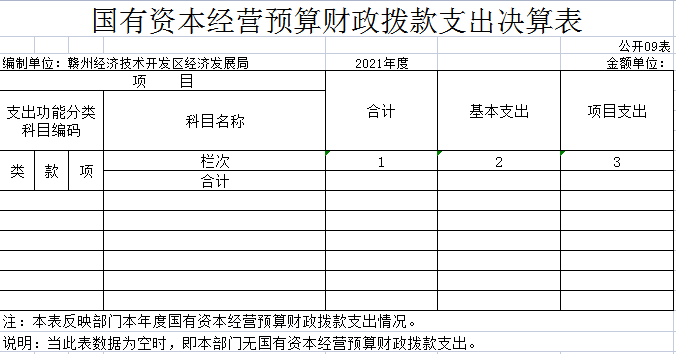 国有资本经营预算财政拨款支出决算表
公开09表
编制单位：赣州经济技术开发区经济发展局 2021年度 金额单位：
项 目 合计 基本支出 项目支出
支出功能分类科目编码 科目名称
类 款 项 栏次 1 2 3
合计
注：本表反映部门本年度国有资本经营预算财政拨款支出情况。
说明：当此表数据为空时，即本部门无国有资本经营预算财政拨款支出。